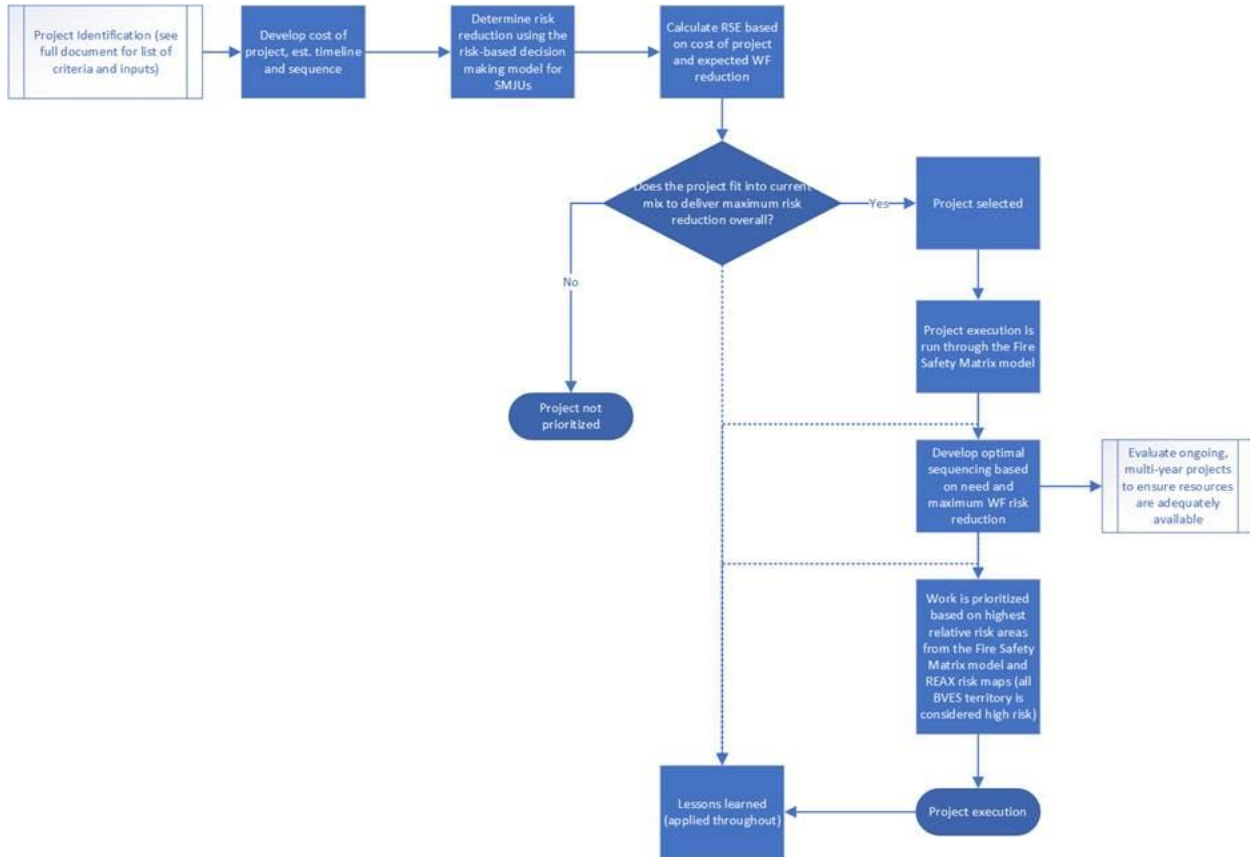 Project Identification (see
full document for list of
criteria and inputs)
Develop cost of
project, est. timeline
and sequence
Determine risk
reduction using the
risk-based decision
making model for
SMJUs
Calculate RSE based
on cost of project
and expected WF
reduction
Does the project fit into current
mix to deliver maximum risk
reduction overall?
Yes
Project selected
No
Project not
prioritized
Project execution is
run through the Fire
Safety Matrix model
Develop optimal
sequencing based
on need and
maximum WF risk
reduction
Evaluate ongoing,
multi-year projects
to ensure resources
are adequately
available
Work is prioritized
based on highest
relative risk areas
from the Fire Safety
Matrix model and
REAX risk maps (all
BVES territory is
considered high risk)
Project execution
Lessons learned
(applied throughout)